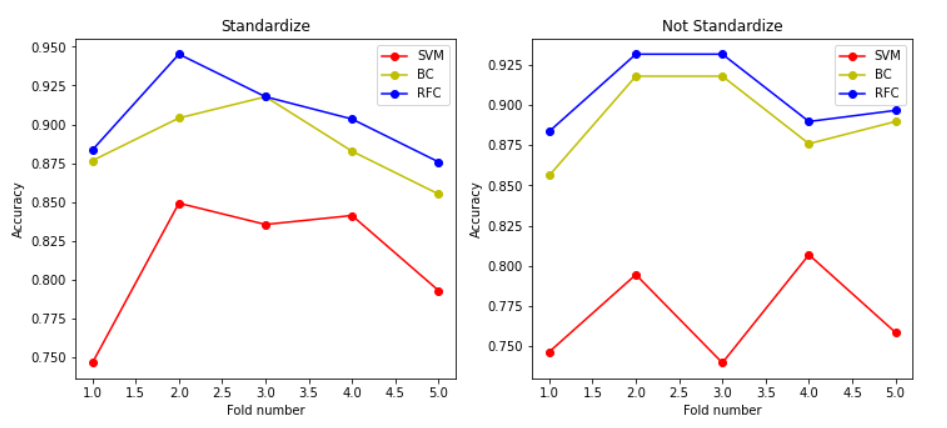 Standardize
0.950
0.925
0.900
0.875
0.850
0.825
0.800
0.775
0.750
Accuracy
SVM
BC
RFC
1.0 1.5 2.0 2.5 3.0 3.5 4.0 4.5 5.0
Fold number
Not Standardize
0.925
0.900
0.875
0.850
0.825
0.800
0.775
0.750
Accuracy
SVM
BC
RFC
1.0 1.5 2.0 2.5 3.0 3.5 4.0 4.5 5.0
Fold number